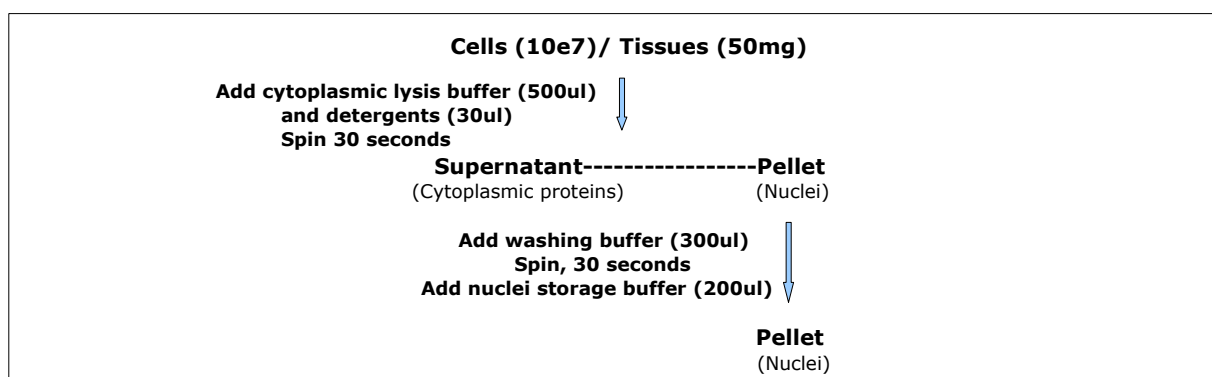 Cells (10e7)/ Tissues (50mg)
Add cytoplasmic lysis buffer (500ul)
and detergents (30ul)
Spin 30 seconds
Supernatant-----------------Pellet
(Cytoplasmic proteins) (Nuclei)
Add washing buffer (300ul)
Spin, 30 seconds
Add nuclei storage buffer (200ul)
Pellet
(Nuclei)